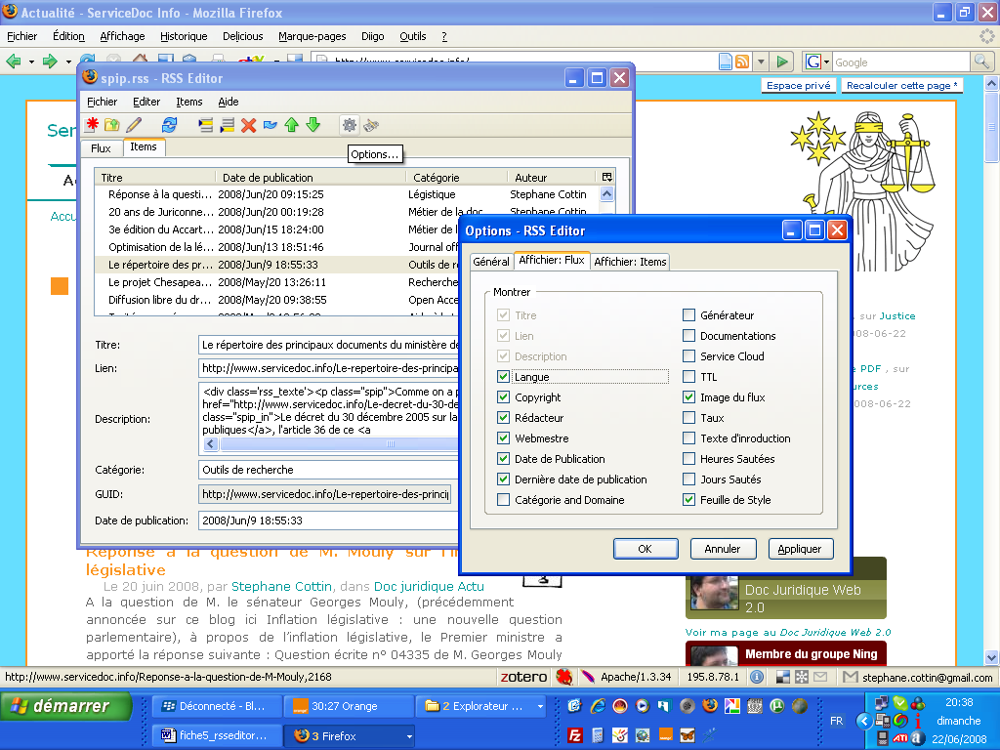 Actualité - ServiceDoc Info - Mozilla Firefox
Fichier Édition Affichage Historique Delicious Marque-pages Diigo Outils ?
http://www.servicedoc.info/
Google
Espace privé Recalculer cette page *
spip.rss - RSS Editor
Fichier Editer Items Aide
Options...
Flux Items
Titre Date de publication Catégorie Auteur
Réponse à la questi... 2008/Jun/20 09:15:25 Légistique Stephane Cottin
20 ans de Juriconne... 2008/Jun/20 00:19:28 Métier de la doc Stephane Cottin
3e édition du Accart... 2008/Jun/15 18:24:00 Métier de la
Optimisation de la lé... 2008/Jun/13 18:51:46 Journal off
Le répertoire des pr... 2008/Jun/9 18:55:33 Outils de r
Le projet Chesapea... 2008/May/20 13:26:11 Recherche
Diffusion libre du dr... 2008/May/20 09:38:55 Open Acce
Titre: Le répertoire des principaux documents du ministère de
Lien: http://www.servicedoc.info/Le-repertoire-des-principa
Description: <div class='rss_texte'><p class="spip">Comme on a p
href="http://www.servicedoc.info/Le-decret-du-30-de
class="spip_in">Le décret du 30 décembre 2005 sur la
publiques</a>, l'article 36 de ce <a
Catégorie: Outils de recherche
GUID: http://www.servicedoc.info/Le-repertoire-des-princip
Date de publication: 2008/Jun/9 18:55:33
Options - RSS Editor
Général Affichier: Flux Affichier: Items
Montrer
Titre Générateur
Lien Documentations
Description Service Cloud
Langue TTL
Copyright Image du flux
Rédacteur Taux
Webmestre Texte d'inroduction
Date de Publication Heures Sautées
Dernière date de publication Jours Sautés
Catégorie and Domaine Feuille de Style
OK Annuler Appliquer
Ser
Accu
, sur Justice
08-06-22
e PDF , sur
urces
08-06-22
Réponse à la question de M. Mouly sur l'in
législative
Le 20 juin 2008, par Stephane Cottin, dans Doc juridique Actu
A la question de M. le sénateur Georges Mouly, (précédemment
annoncée sur ce blog ici Inflation législative : une nouvelle question
parlementaire), à propos de l'inflation législative, le Premier ministre a
apporté la réponse suivante : Question écrite nº 04335 de M. Georges Mouly
Doc Juridique Web
2.0
Voir ma page au Doc Juridique Web 2.0
Membre du groupe Ning
http://www.servicedoc.info/Reponse-a-la-question-de-M-Mouly,2168 zotero Apache/1.3.34 195.8.78.1 stephane.cottin@gmail.com
démarrer Déconnecté - Bl... 30:27 Orange 2 Explorateur ...
fiche5_rsseditor... 3 Firefox
FR
20:38
dimanche
22/06/2008